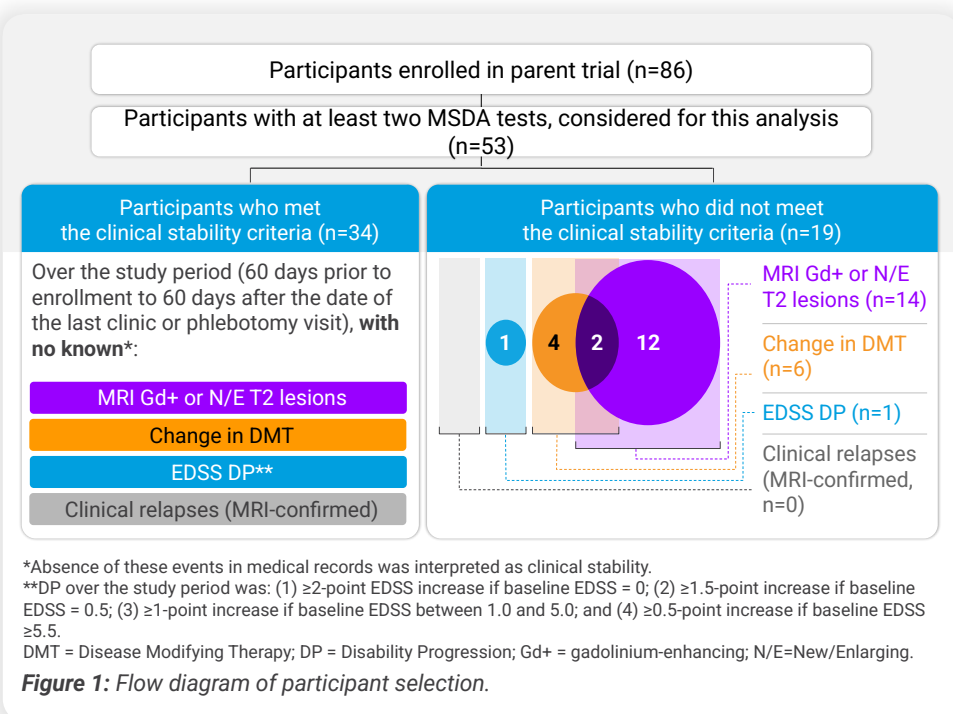 Participants enrolled in parent trial (n=86)
Participants with at least two MSDA tests, considered for this analysis
(n=53)
Participants who met
the clinical stability criteria (n=34)
Over the study period (60 days prior to
enrollment to 60 days after the date of
the last clinic or phlebotomy visit), with
no known*:
MRI Gd+ or N/E T2 lesions
Change in DMT
EDSS DP**
Clinical relapses (MRI-confirmed)
Participants who did not meet
the clinical stability criteria (n=19)
1
4
2
12
MRI Gd+ or N/E
T2 lesions (n=14)
Change in DMT
(n=6)
EDSS DP (n=1)
Clinical relapses
(MRI-confirmed,
n=0)
*Absence of these events in medical records was interpreted as clinical stability.
**DP over the study period was: (1) ≥2-point EDSS increase if baseline EDSS = 0; (2) ≥1.5-point increase if baseline
EDSS = 0.5; (3) ≥1-point increase if baseline EDSS between 1.0 and 5.0; and (4) ≥0.5-point increase if baseline EDSS
≥5.5.
DMT = Disease Modifying Therapy; DP = Disability Progression; Gd+ = gadolinium-enhancing; N/E=New/Enlarging.
Figure 1: Flow diagram of participant selection.